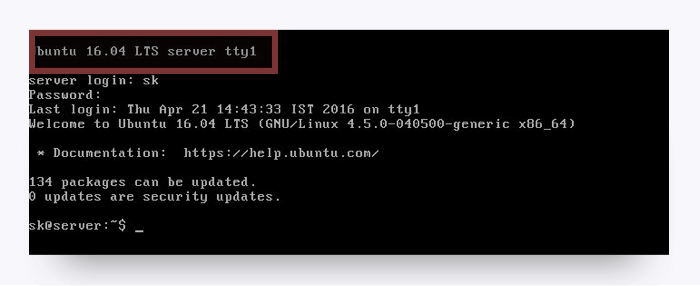 buntu 16.04 LTS server tty1
server login: sk
Password:
Last login: Thu Apr 21 14:43:33 IST 2016 on tty1
Welcome to Ubuntu 16.04 LTS (GNU/Linux 4.5.0-040500-generic x86_64)
* Documentation:  https://help.ubuntu.com/
134 packages can be updated.
0 updates are security updates.
sk@server:~$ _